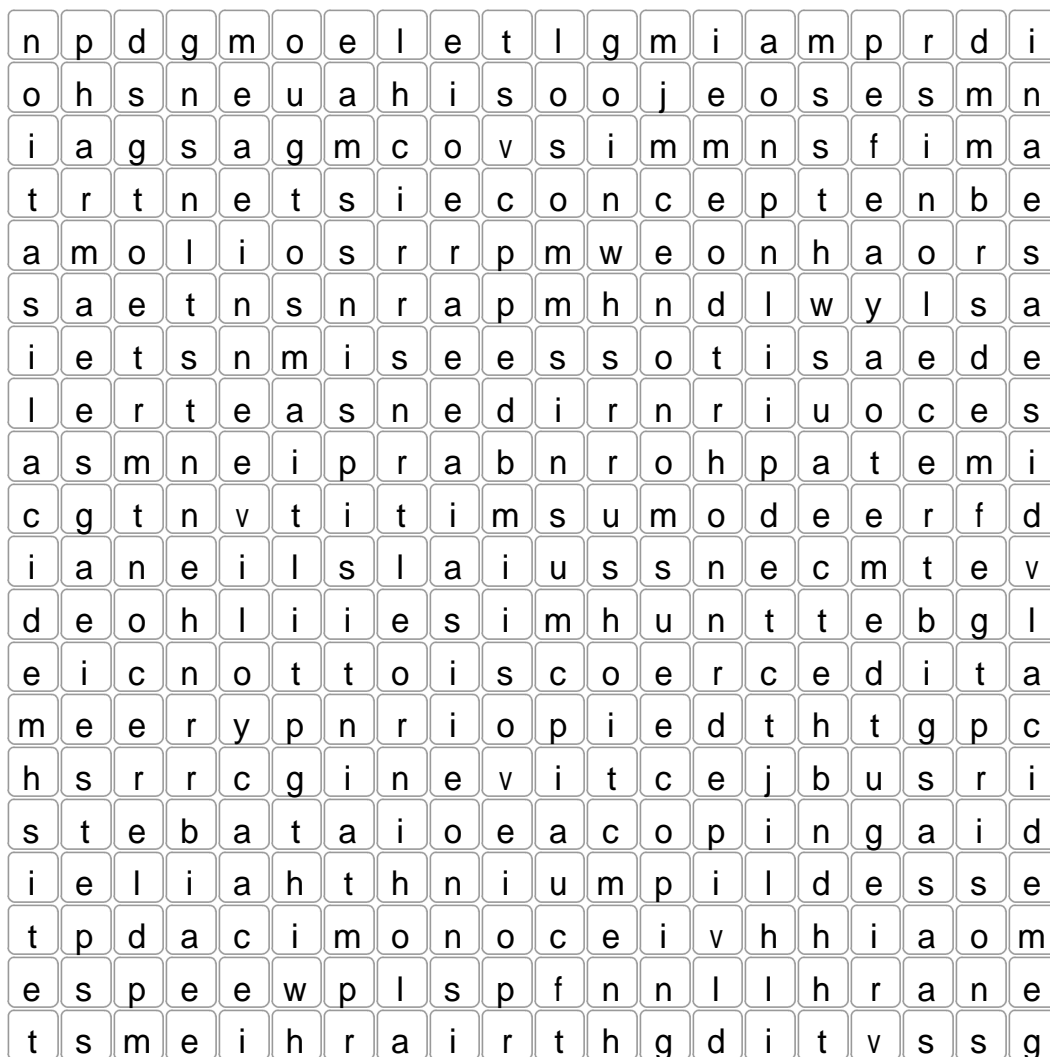 n p d g m o e l e t l g m i a m p r d i
o h s n e u a h i s o o j e o s e s m n
i a g s a g m c o v s i m m n s f i m a
t r t n e t s i e c o n c e p t e n b e
a m o l i o s r r p m w e o n h a o r s
s a e t n s n r a p m h n d l w y l s a
i e t s n m i s e e s s o t i s a e d e
l e r t e a s n e d i r n r i u o c e s
a s m n e i p r a b n r o h p a t e m i
c g t n v t i t i m s u m o d e e r f d
i a n e i l s l a i u s s n e c m t e v
d e o h l i i e s i m h u n t t e b g l
e i c n o t t o i s c o e r c e d i t a
m e e r y p n r i o p i e d t h t g p c
h s r r c g i n e v i t c e j b u s r i
s t e b a t a i o e a c o p i n g a i d
i e l i a h t h n i u m p i l d e s s e
t p d a c i m o n o c e i v h h i a o m
e s p e e w p l s p f n n l l h r a n e
t s m e i h r a i r t h g d i t v s s g